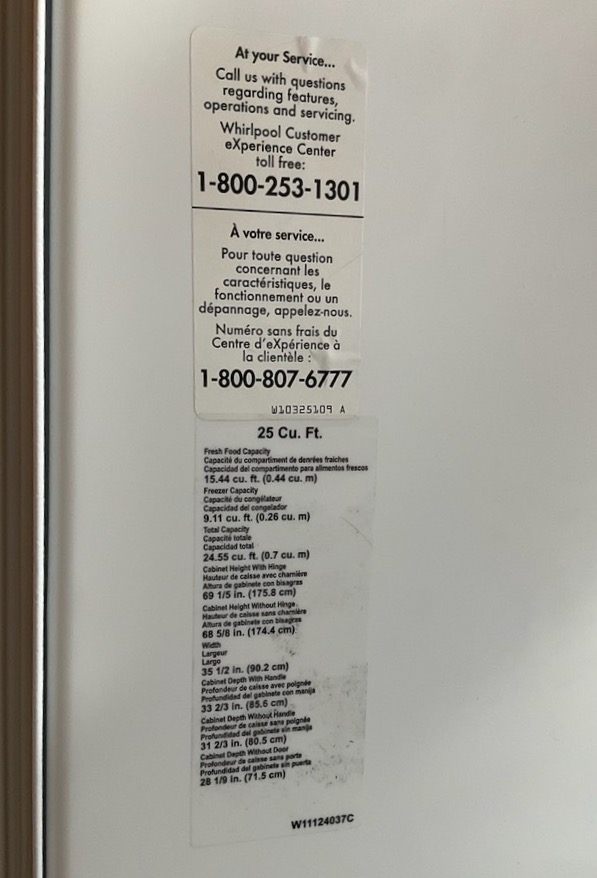 At your Service...
Call us with questions
regarding features,
operations and servicing.
Whirlpool Customer
eXperience Center
toll free:
1-800-253-1301
À votre service...
Pour toute question
concernant les
caractéristiques, le
fonctionnement ou un
dépannage, appelez-nous.
Numéro sans frais du
Centre d'eXpérience à
la clientèle :
1-800-807-6777
W10325109 A
25 Cu. Ft.
Fresh Food Capacity
Capacité du compartiment de denrées fraîches
Capacidad del compartimento para alimentos frescos
15.44 cu. ft. (0.44 cu. m)
Freezer Capacity
Capacité du congélateur
Capacidad del congelador
9.11 cu. ft. (0.26 cu. m)
Total Capacity
Capacité totale
Capacidad total
24.55 cu. ft. (0.7 cu. m)
Cabinet Height With Hinge
Hauteur de caisse avec charnière
Altura de gabinete con bisagras
69 1/5 in. (175.8 cm)
Cabinet Height Without Hinge
Hauteur de caisse sans charnière
Altura de gabinete con bisagras
68 5/8 in. (174.4 cm)
Width
Largeur
Largo
35 1/2 in. (90.2 cm)
Cabinet Depth With Handle
Profondeur de caisse avec poignée
Profundidad del gabinete con manija
33 2/3 in. (85.6 cm)
Cabinet Depth Without Handle
Profondeur de caisse sans poignée
Profundidad del gabinete sin manija
31 2/3 in. (80.5 cm)
Cabinet Depth Without Door
Profondeur de caisse sans porte
Profundidad del gabinete sin puerta
28 1/9 in. (71.5 cm)
W11124037C